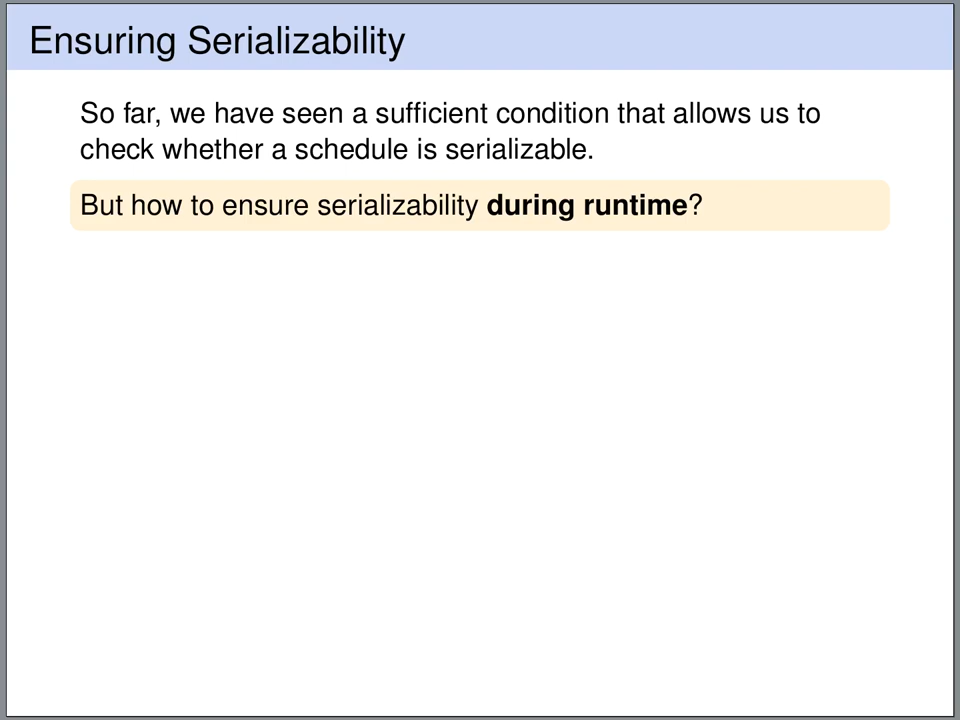 Ensuring Serializability
So far, we have seen a sufficient condition that allows us to
check whether a schedule is serializable.
But how to ensure serializability during runtime?